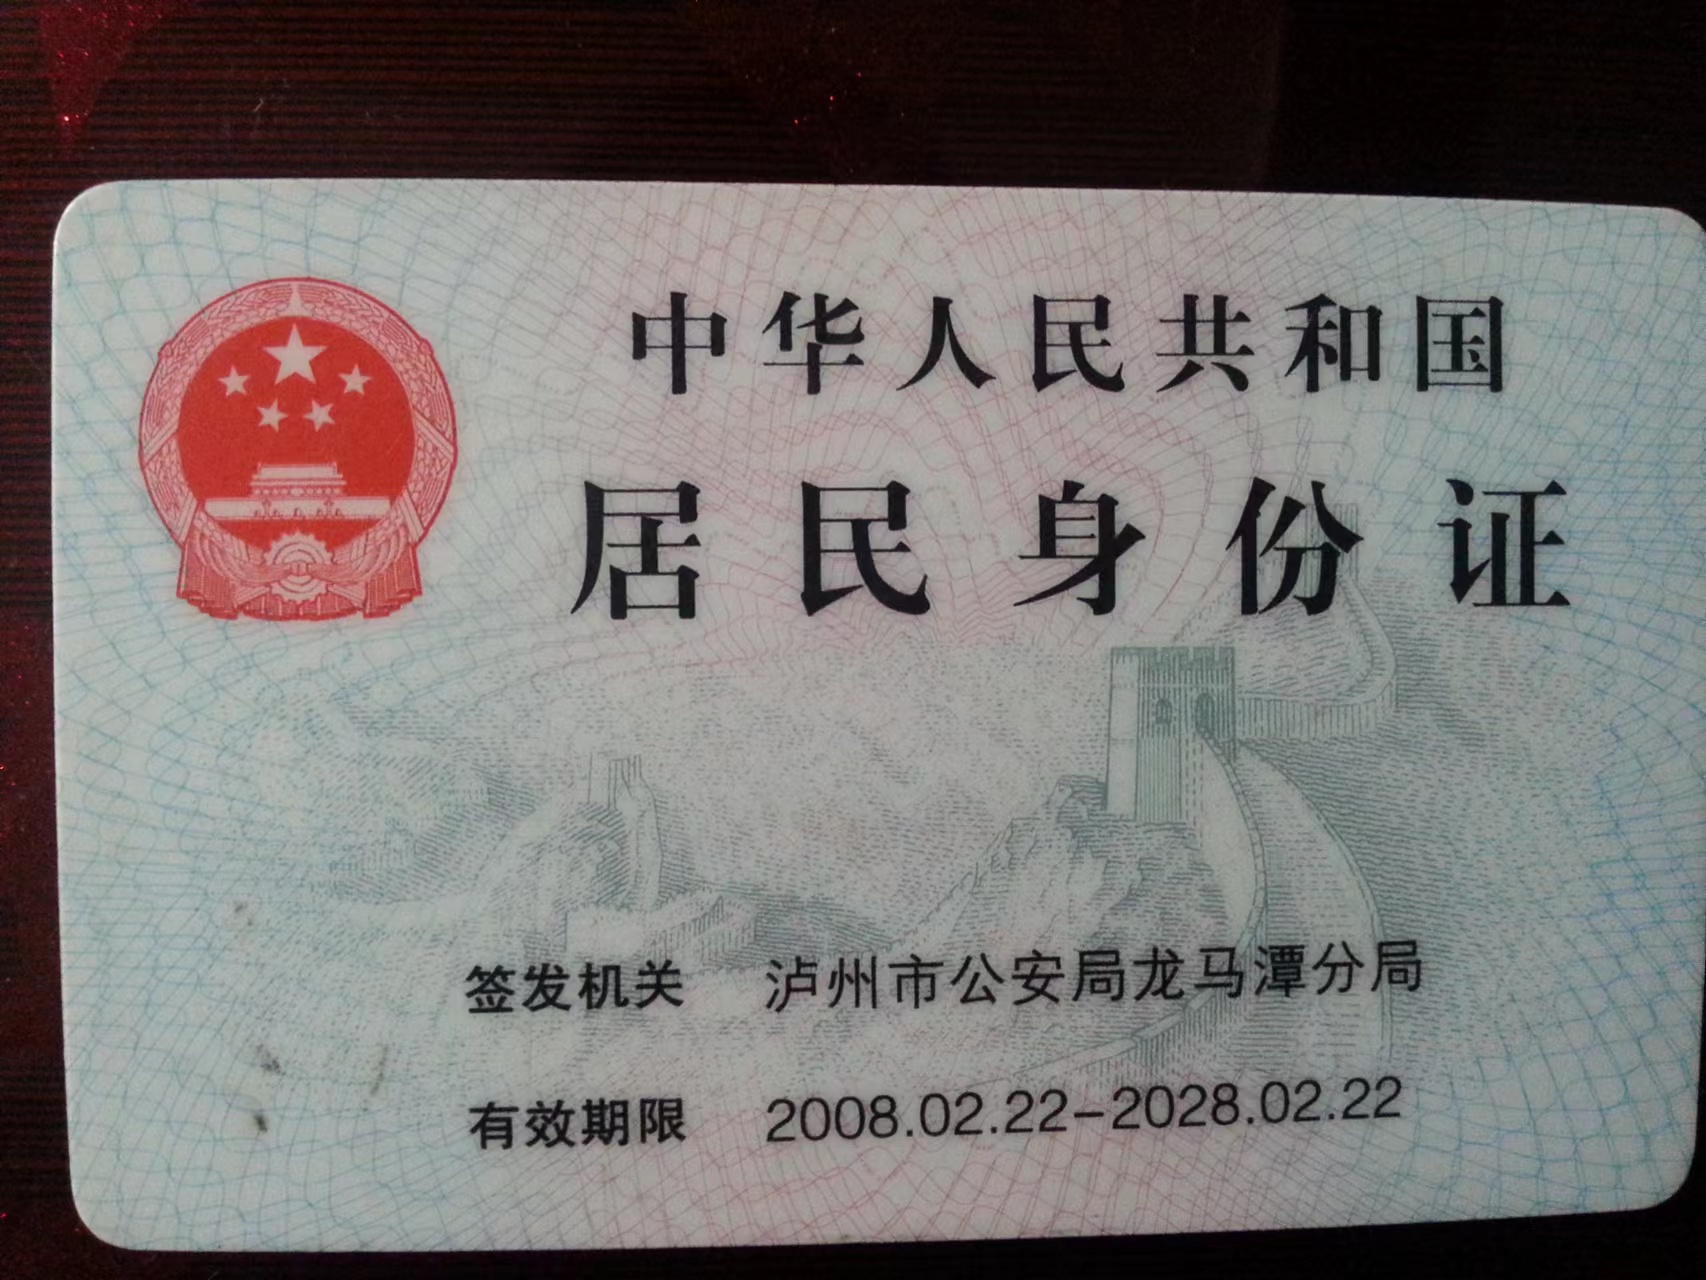 中华人民共和国
居民身份证
签发机关 泸州市公安局龙马潭分局
有效期限 2008.02.22-2028.02.22